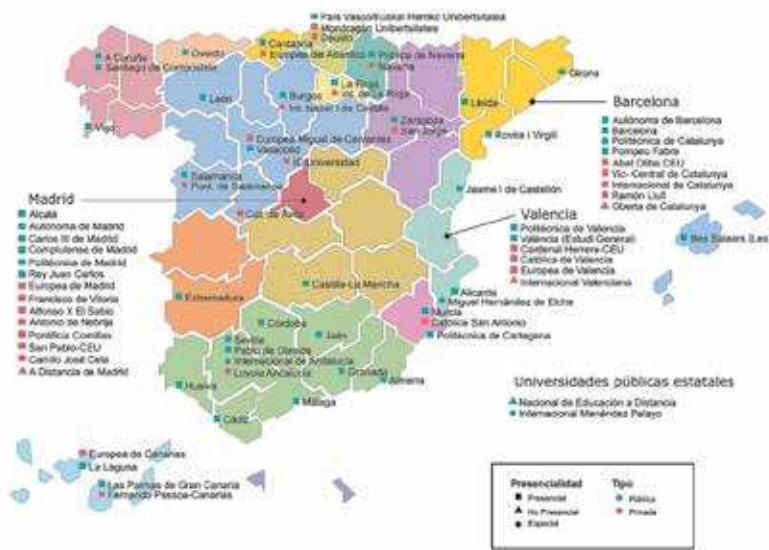 País Vasco/Euskal Herriko Unibertsitatea
Mondragón Unibertsitatea
Deusto
Cantabria
Europea del Atlántico
Pública de Navarra
Navarra
Oviedo
A Coruña
Santiago de Compostela
Vigo
León
Burgos
Int. Isabel I de Castilla
La Rioja
Int. de La Rioja
Zaragoza
San Jorge
Lleida
Girona
Rovira i Virgili
Europea Miguel de Cervantes
Valladolid
IE Universidad
Salamanca
Pont. de Salamanca
Cat. de Ávila
Barcelona
Autónoma de Barcelona
Barcelona
Politécnica de Catalunya
Pompeu Fabra
Abat Oliba CEU
Vic- Central de Catalunya
Internacional de Catalunya
Ramón Llull
Oberta de Catalunya
Madrid
Alcalá
Autónoma de Madrid
Carlos III de Madrid
Complutense de Madrid
Politécnica de Madrid
Rey Juan Carlos
Europea de Madrid
Francisco de Vitoria
Alfonso X El Sabio
Antonio de Nebrija
Pontificia Comillas
San Pablo-CEU
Camilo José Cela
A Distancia de Madrid
Jaume I de Castellón
Valencia
Politécnica de Valencia
València (Estudi General)
Cardenal Herrera-CEU
Católica de Valencia
Europea de Valencia
Internacional Valenciana
Illes Balears (Les)
Extremadura
Castilla-La Mancha
Alicante
Miguel Hernández de Elche
Murcia
Católica San Antonio
Politécnica de Cartagena
Córdoba
Jaén
Sevilla
Pablo de Olavide
Internacional de Andalucía
Loyola Andalucía
Granada
Almería
Huelva
Málaga
Cádiz
Universidades públicas estatales
Nacional de Educación a Distancia
Internacional Menéndez Pelayo
Europea de Canarias
La Laguna
Las Palmas de Gran Canaria
Fernando Pessoa-Canarias
Presencialidad
Presencial
No Presencial
Especial
Tipo
Pública
Privada